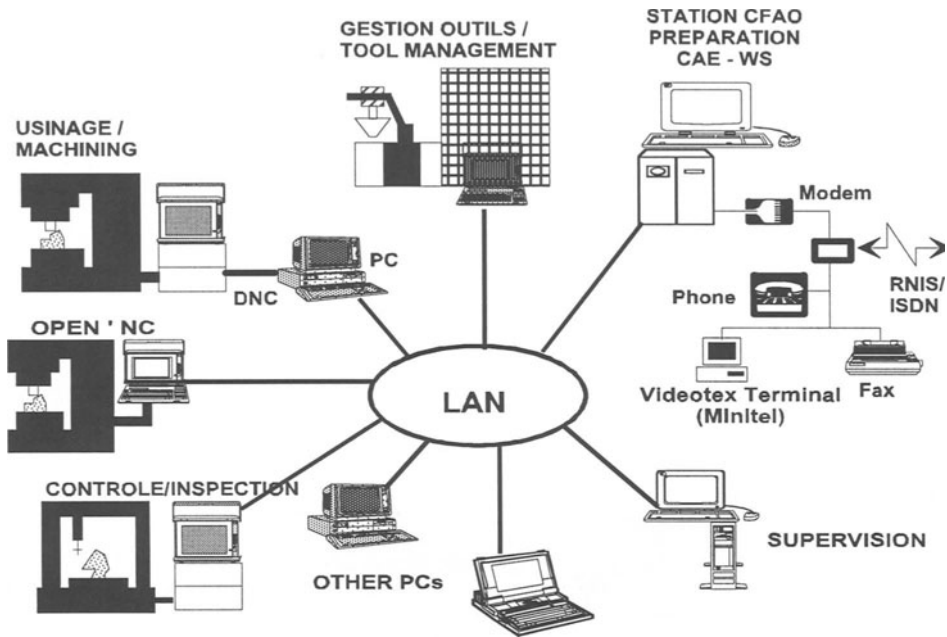 GESTION OUTILS /
TOOL MANAGEMENT
STATION CFAO
PREPARATION
CAE - WS
USINAGE /
MACHINING
Modem
PC
DNC
RNIS/
ISDN
Phone
OPEN ' NC
LAN
Videotex Terminal
(MInItel)
Fax
CONTROLE/INSPECTION
OTHER PCs
SUPERVISION